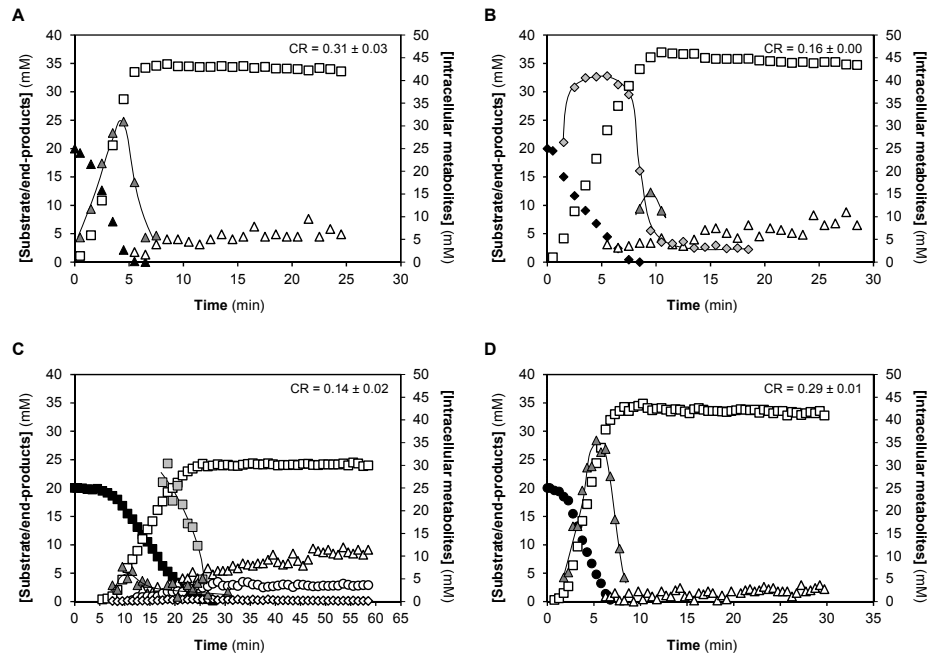 A
CR = 0.31 ± 0.03
[Substrate/end-products] (mM)
40
35
30
25
20
15
10
5
0
50
45
40
35
30
25
20
15
10
5
0
[Intracellular metabolites]
(mM)
0 5 10 15 20 25 30
Time (min)
B
CR = 0.16 ± 0.00
[Substrate/end-products] (mM)
40
35
30
25
20
15
10
5
0
50
45
40
35
30
25
20
15
10
5
0
[Intracellular metabolites]
(mM)
0 5 10 15 20 25 30
Time (min)
C
CR = 0.14 ± 0.02
[Substrate/end-products] (mM)
40
35
30
25
20
15
10
5
0
50
45
40
35
30
25
20
15
10
5
0
[Intracellular metabolites]
(mM)
0 5 10 15 20 25 30 35 40 45 50 55 60 65
Time (min)
D
CR = 0.29 ± 0.01
[Substrate/end-products] (mM)
40
35
30
25
20
15
10
5
0
50
45
40
35
30
25
20
15
10
5
0
[Intracellular metabolites]
(mM)
0 5 10 15 20 25 30 35
Time (min)